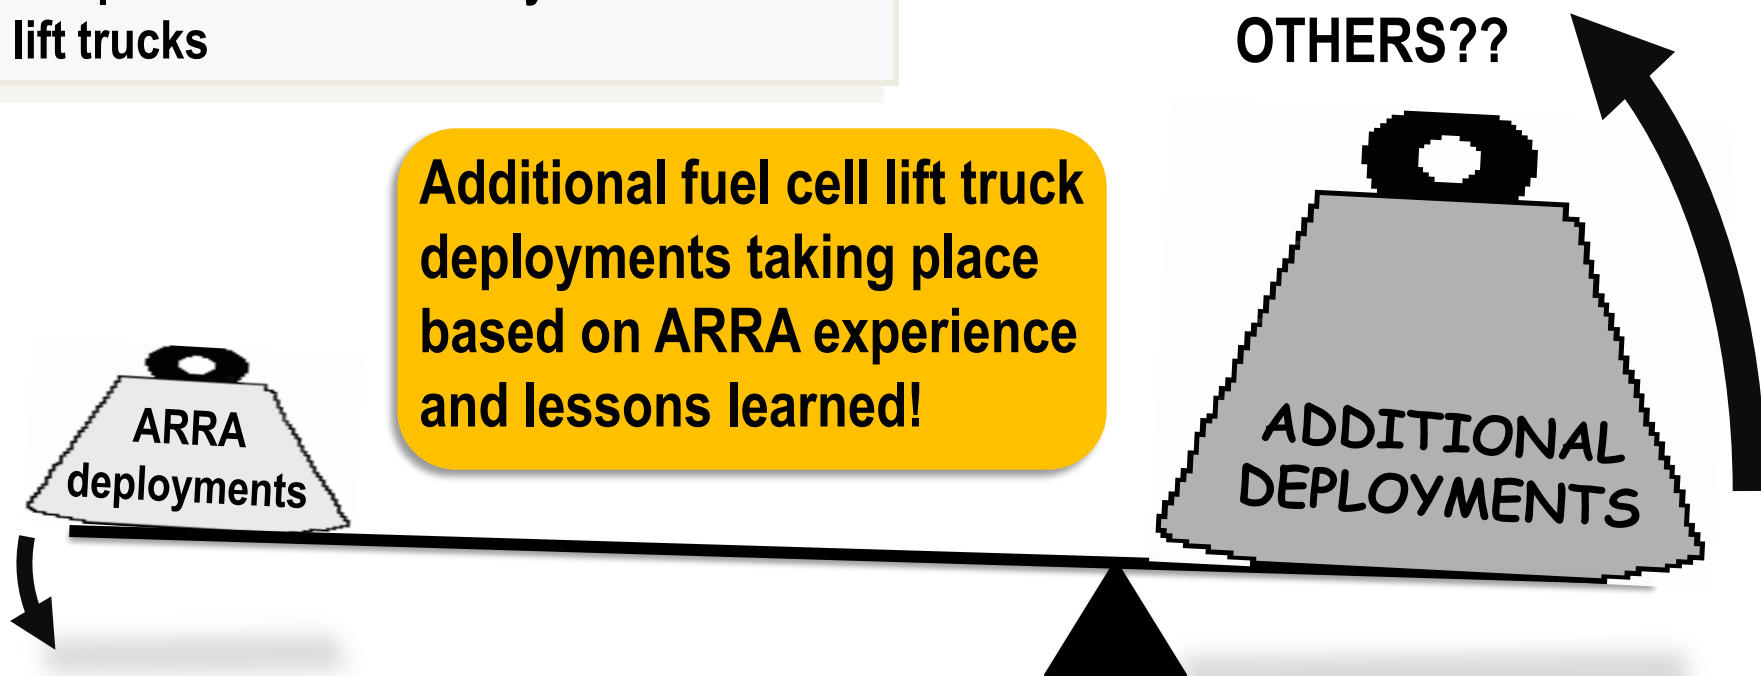 lift trucks
OTHERS??
Additional fuel cell lift truck
deployments taking place
based on ARRA experience
and lessons learned!
ARRA
deployments
ADDITIONAL
DEPLOYMENTS